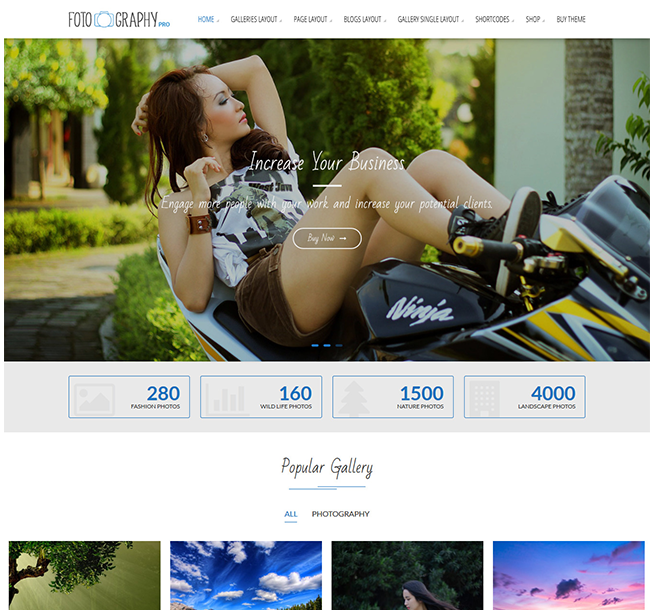 FOTOGRAPHY PRO
HOME GALLERIES LAYOUT PAGE LAYOUT BLOGS LAYOUT GALLERY SINGLE LAYOUT SHORTCODES SHOP BUY THEME
Increase Your Business
Engage more people with your work and increase your potential clients.
Buy Now →
Ninja
280
FASHION PHOTOS
160
WILD LIFE PHOTOS
1500
NATURE PHOTOS
4000
LANDSCAPE PHOTOS
Popular Gallery
ALL PHOTOGRAPHY